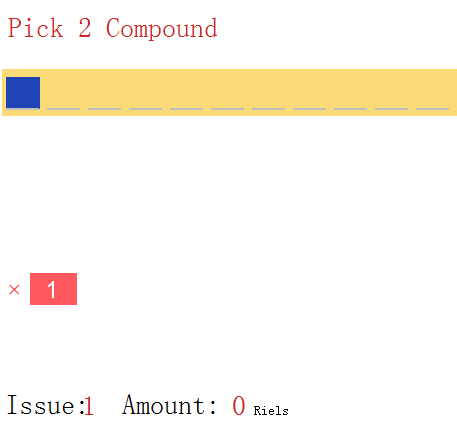 Pick 2 Compound
× 1
Issue:1 Amount: 0 Riels